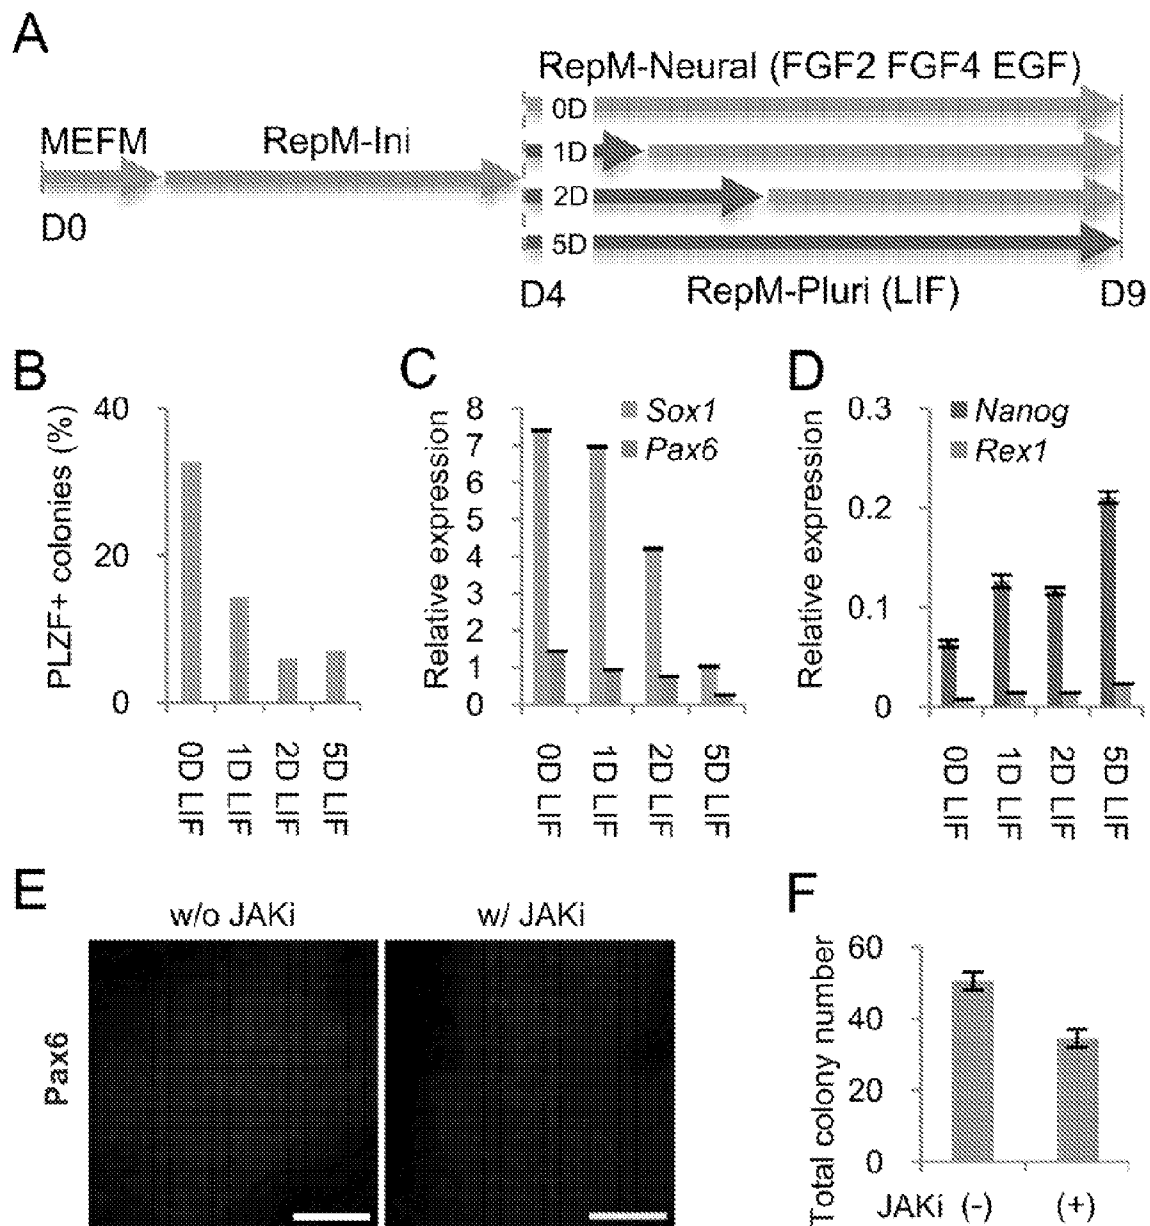 A
RepM-Neural (FGF2 FGF4 EGF)
MEFM
RepM-Ini
0D
1D
2D
5D
D0
D4
RepM-Pluri (LIF)
D9
B
PLZF+ colonies (%)
40
20
0
0D LIF
1D LIF
2D LIF
5D LIF
C
Relative expression
8
7
6
5
4
3
2
1
0
Sox1
Pax6
0D LIF
1D LIF
2D LIF
5D LIF
D
Relative expression
0.3
0.2
0.1
0
Nanog
Rex1
0D LIF
1D LIF
2D LIF
5D LIF
E
w/o JAKi
w/ JAKi
Pax6
F
Total colony number
60
40
20
0
JAKi (-) (+)